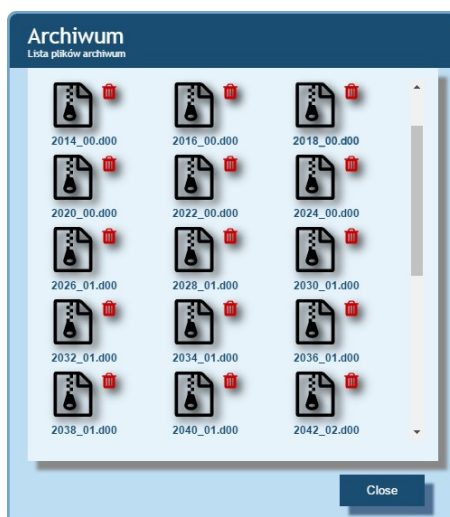 Archiwum
Lista plików archiwum
2014_00.d00 2016_00.d00 2018_00.d00
2020_00.d00 2022_00.d00 2024_00.d00
2026_01.d00 2028_01.d00 2030_01.d00
2032_01.d00 2034_01.d00 2036_01.d00
2038_01.d00 2040_01.d00 2042_02.d00
Close